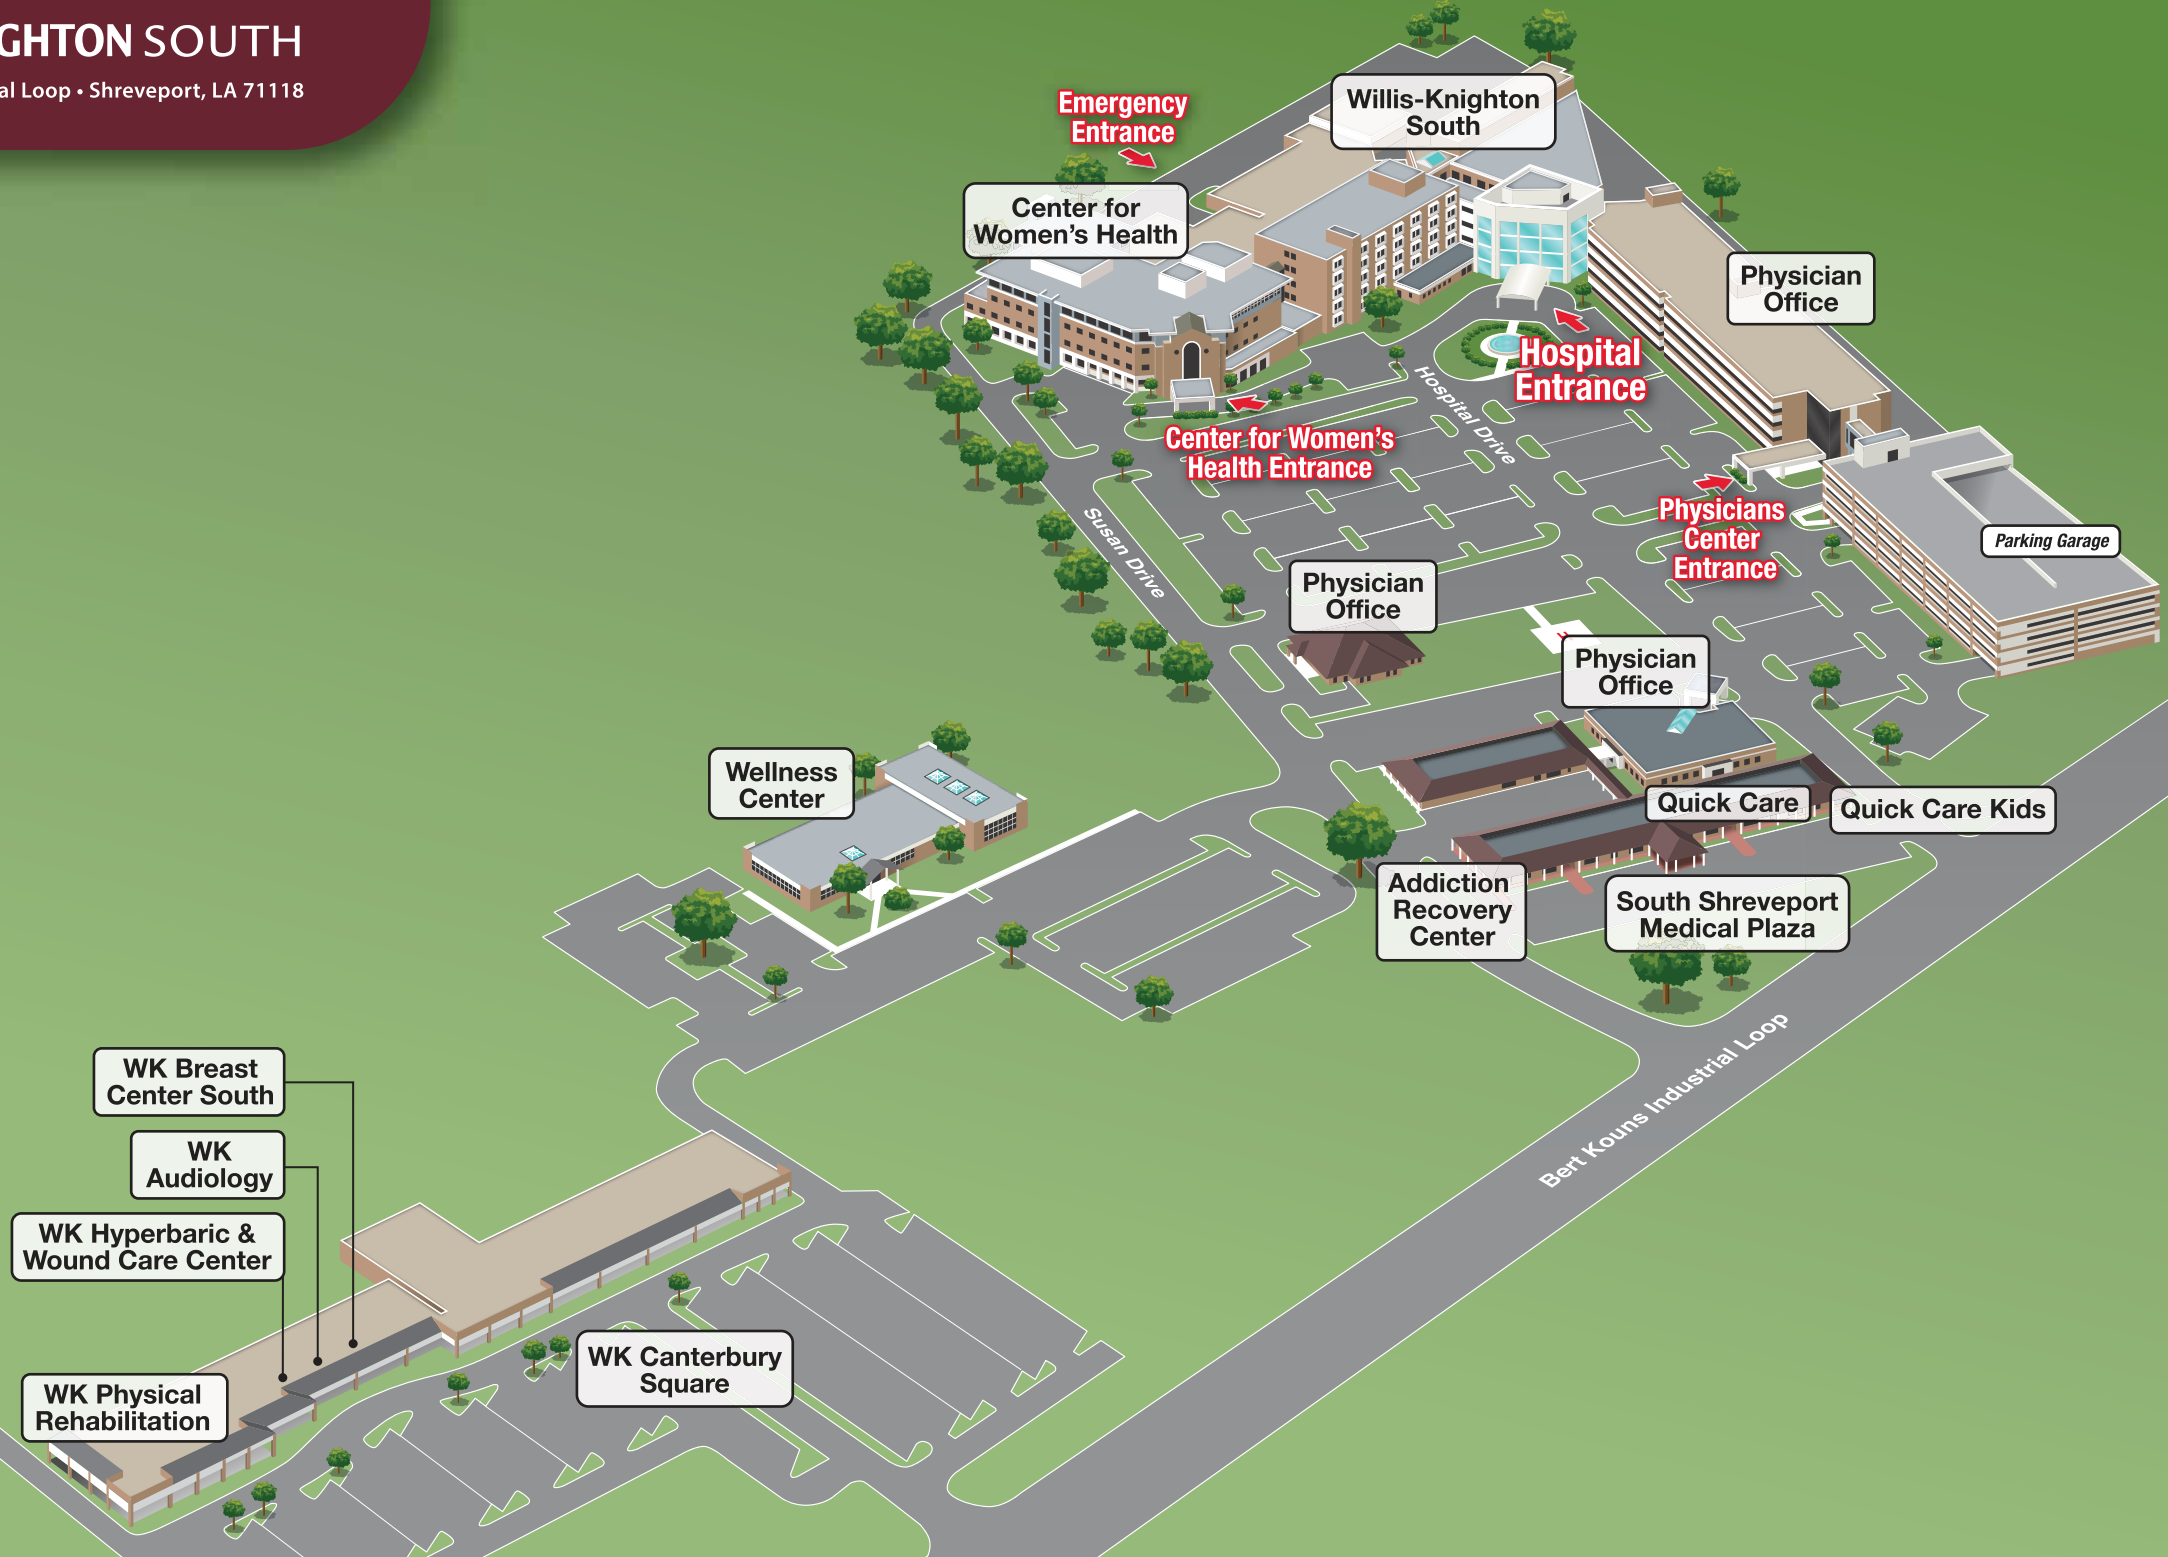 SOUTH
Loop • Shreveport, LA 71118
Emergency
Entrance
Willis-Knighton
South
Center for
Women's Health
Physician
Office
Hospital
Entrance
Hospital Drive
Center for Women's
Health Entrance
Physicians
Center
Entrance
Parking Garage
Susan Drive
Physician
Office
Physician
Office
Wellness
Center
Quick Care
Quick Care Kids
Addiction
Recovery
Center
South Shreveport
Medical Plaza
Bert Kouns Industrial Loop
WK Breast
Center South
WK
Audiology
WK Hyperbaric &
Wound Care Center
WK Physical
Rehabilitation
WK Canterbury
Square